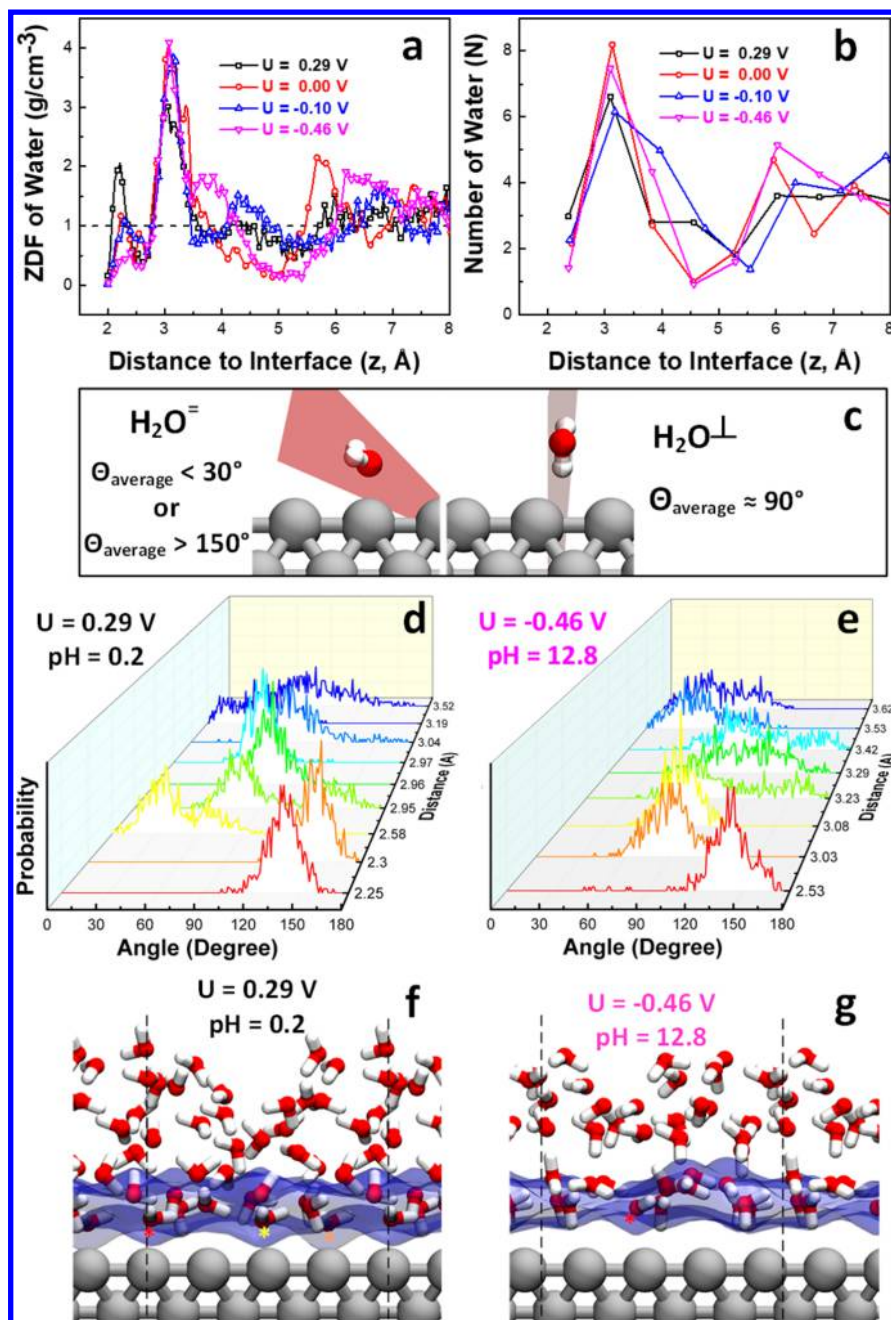 a
ZDF of Water (g/cm⁻³)
4
3
2
1
0
U = 0.29 V
U = 0.00 V
U = -0.10 V
U = -0.46 V
2 3 4 5 6 7 8
Distance to Interface (z, Å)
b
Number of Water (N)
8
6
4
2
0
U = 0.29 V
U = 0.00 V
U = -0.10 V
U = -0.46 V
2 3 4 5 6 7 8
Distance to Interface (z, Å)
c
H₂O⁼
Θaverage < 30°
or
Θaverage > 150°
H₂O⊥
Θaverage ≈ 90°
d
U = 0.29 V
pH = 0.2
Probability
3.52
3.19
3.04
2.97
2.96
2.95
2.58
2.3
2.25
Distance (A)
0 30 60 90 120 150 180
Angle (Degree)
e
U = -0.46 V
pH = 12.8
3.62
3.53
3.42
3.29
3.23
3.08
3.03
2.53
Distance (A)
0 30 60 90 120 150 180
Angle (Degree)
f
U = 0.29 V
pH = 0.2
* * *
g
U = -0.46 V
pH = 12.8
*